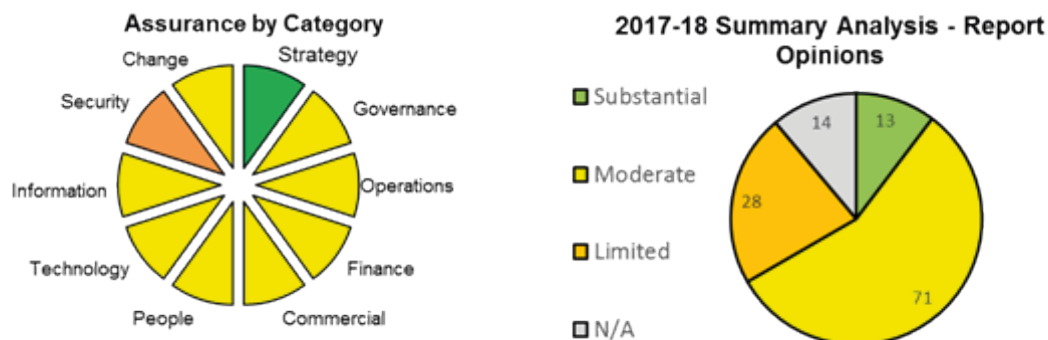 Assurance by Category
Change
Strategy
Security
Governance
Information
Operations
Technology
Finance
People
Commercial
2017-18 Summary Analysis - Report
Opinions
Substantial
Moderate
Limited
N/A
14
13
28
71